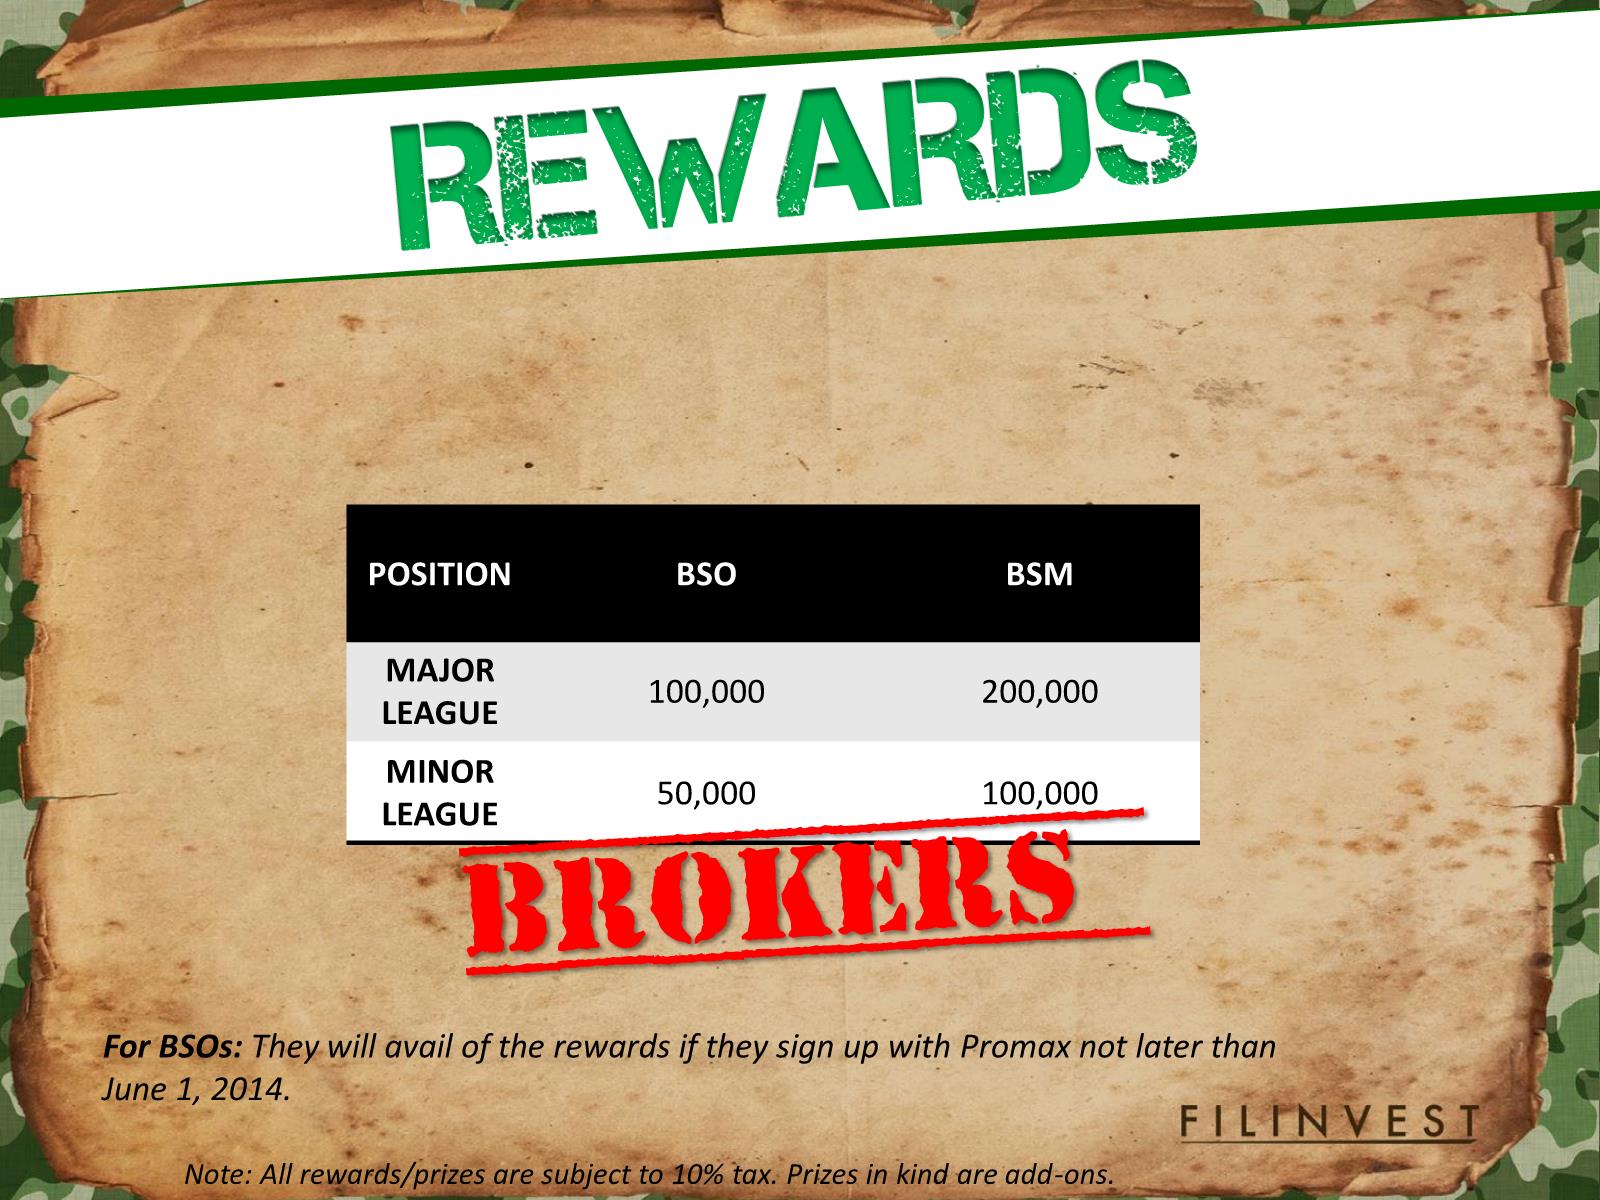 REWARDS
POSITION BSO BSM
MAJOR
LEAGUE 100,000 200,000
MINOR
LEAGUE 50,000 100,000
BROKERS
For BSOs: They will avail of the rewards if they sign up with Promax not later than
June 1, 2014.
FILINVEST
Note: All rewards/prizes are subject to 10% tax. Prizes in kind are add-ons.